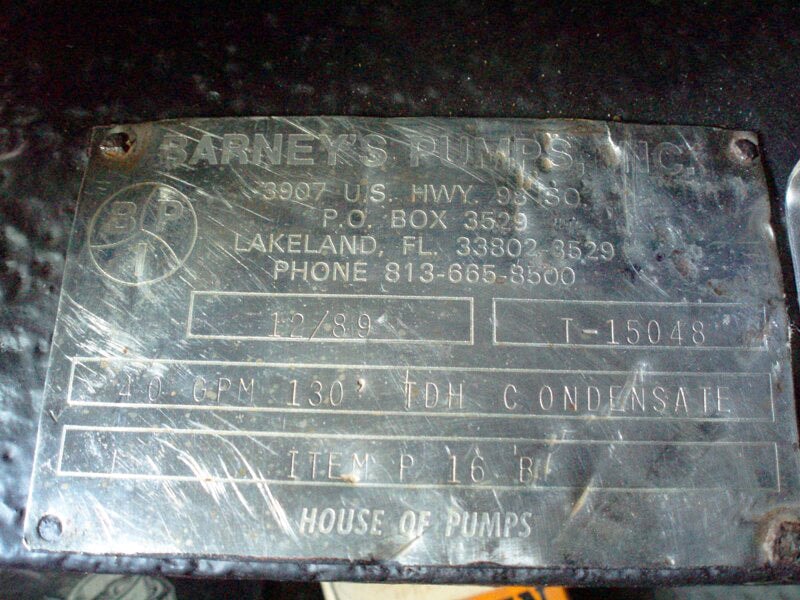 BARNEY'S PUMPS, INC.
3907 U.S. HWY. 98 SO.
P.O. BOX 3529
LAKELAND, FL. 33802-3529
PHONE 813-665-8500
B P
I
12/89
T-15048
40 GPM 130' TDH CONDENSATE
ITEM P 16 B
HOUSE OF PUMPS